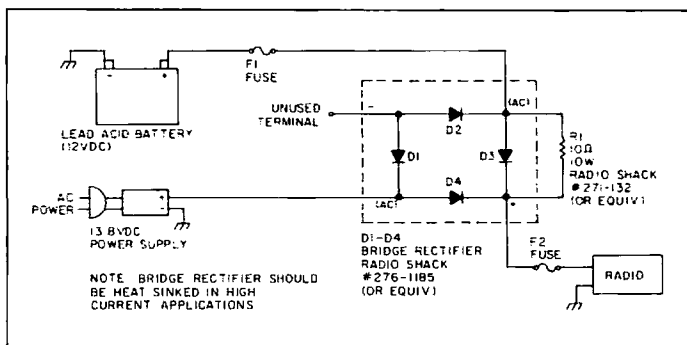 F1
FUSE
- +
LEAD ACID BATTERY
(12VDC)
UNUSED
TERMINAL
-
(AC)
D2
D1
D3
D4
(AC)
+
R1
10Ω
10W
RADIO SHACK
#271-132
(OR EQUIV)
AC
POWER
+
-
13.8VDC
POWER SUPPLY
D1-D4
BRIDGE RECTIFIER
RADIO SHACK
#276-1185
(OR EQUIV)
F2
FUSE
RADIO
NOTE BRIDGE RECTIFIER SHOULD
BE HEAT SINKED IN HIGH
CURRENT APPLICATIONS